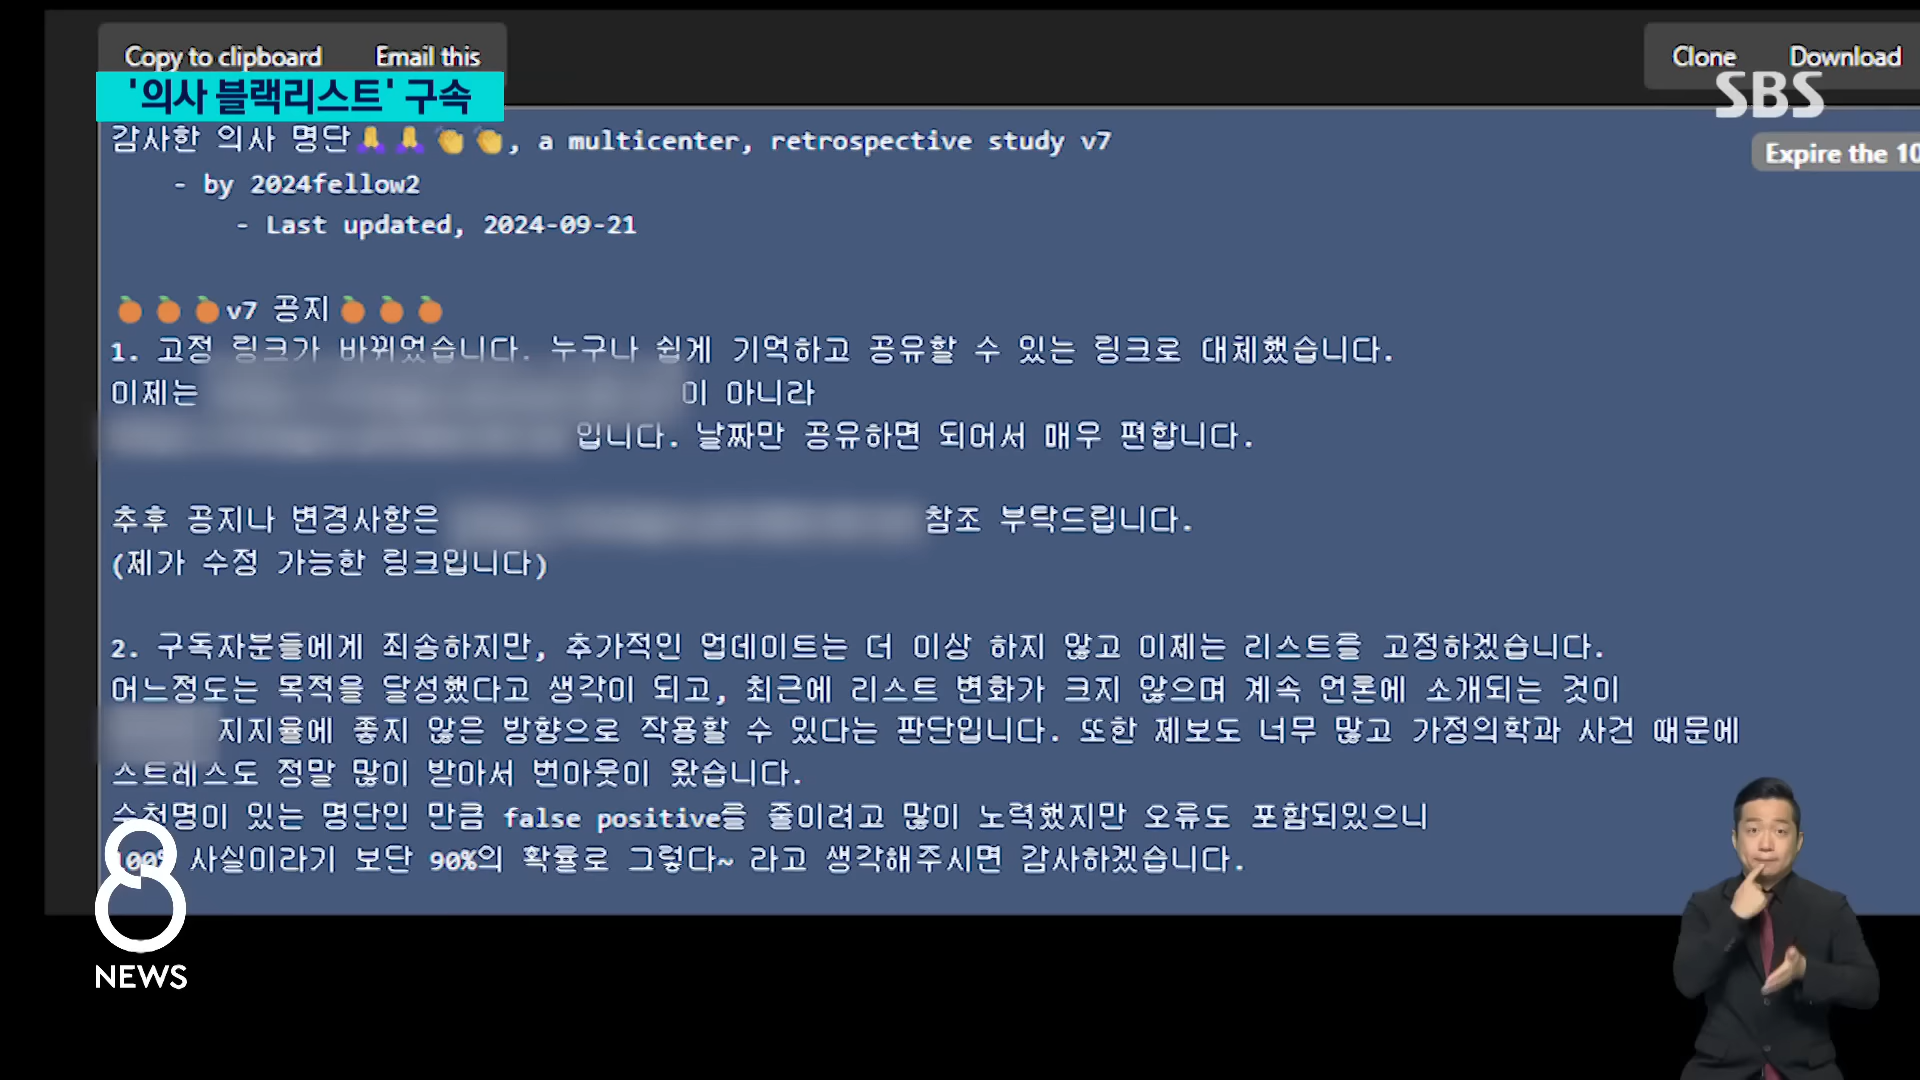 Copy to clipboard Email this
Clone Download
'의사 블랙리스트' 구속
SBS
감사한 의사 명단🙏🙏👏👏, a multicenter, retrospective study v7
Expire the 10
- by 2024fellow2
- Last updated, 2024-09-21
🍊🍊🍊v7 공지🍊🍊🍊
1. 고정 링크가 바뀌었습니다. 누구나 쉽게 기억하고 공유할 수 있는 링크로 대체했습니다.
이제는 이 아니라
입니다. 날짜만 공유하면 되어서 매우 편합니다.
추후 공지나 변경사항은 참조 부탁드립니다.
(제가 수정 가능한 링크입니다)
2. 구독자분들에게 죄송하지만, 추가적인 업데이트는 더 이상 하지 않고 이제는 리스트를 고정하겠습니다.
어느정도는 목적을 달성했다고 생각이 되고, 최근에 리스트 변화가 크지 않으며 계속 언론에 소개되는 것이
지지율에 좋지 않은 방향으로 작용할 수 있다는 판단입니다. 또한 제보도 너무 많고 가정의학과 사건 때문에
스트레스도 정말 많이 받아서 번아웃이 왔습니다.
수천명이 있는 명단인 만큼 false positive를 줄이려고 많이 노력했지만 오류도 포함되있으니
100% 사실이라기 보단 90%의 확률로 그렇다~ 라고 생각해주시면 감사하겠습니다.
8
NEWS